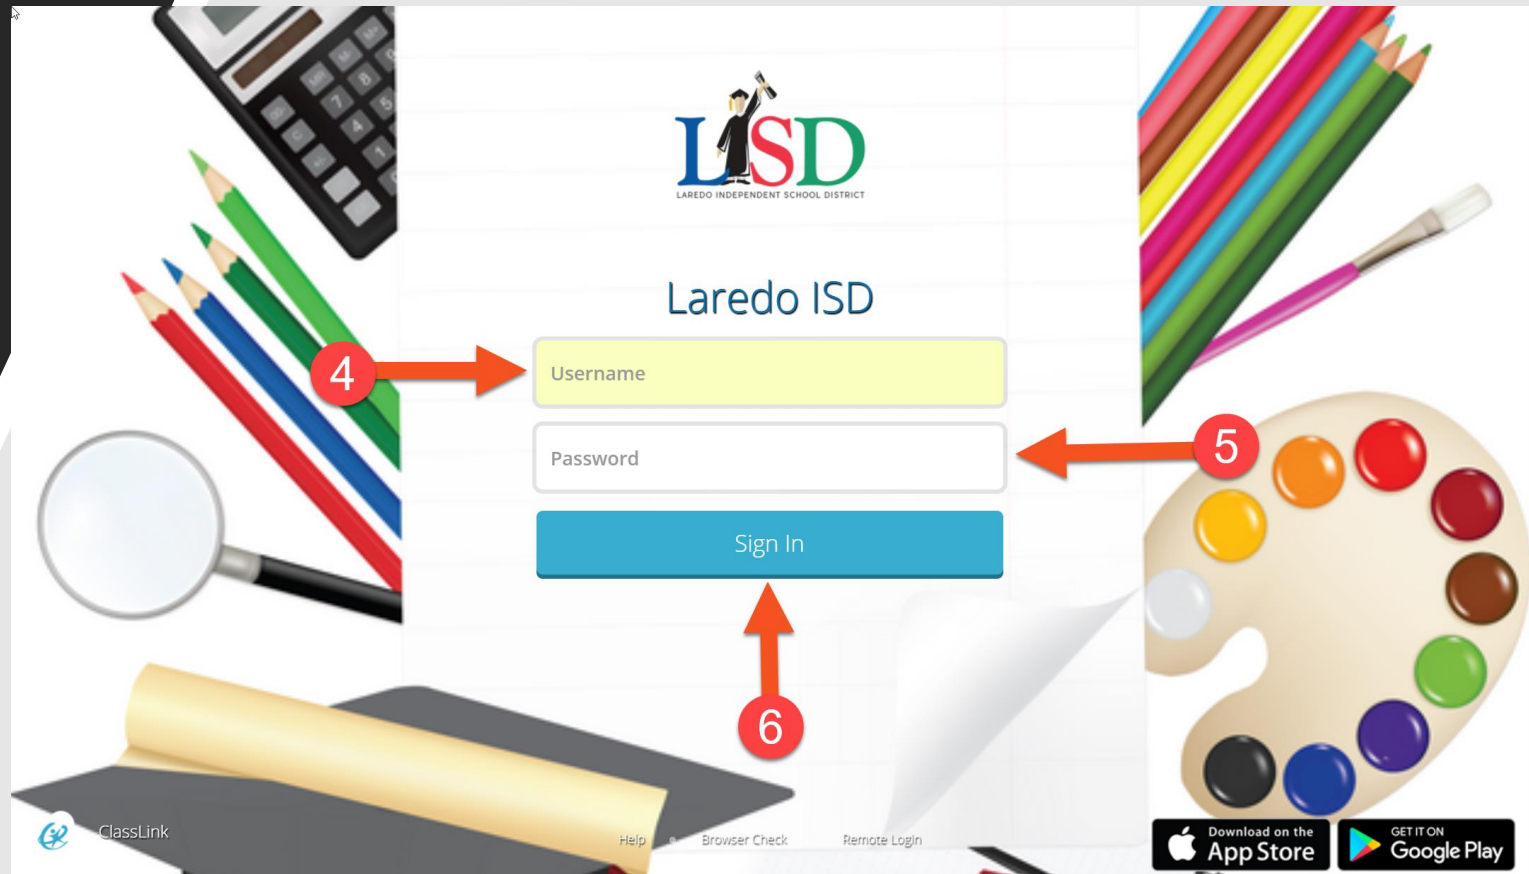 LISD
LAREDO INDEPENDENT SCHOOL DISTRICT
Laredo ISD
4
Username
5
Password
Sign In
6
ClassLink
Help
Browser Check
Remote Login
Download on the
App Store
GET IT ON
Google Play